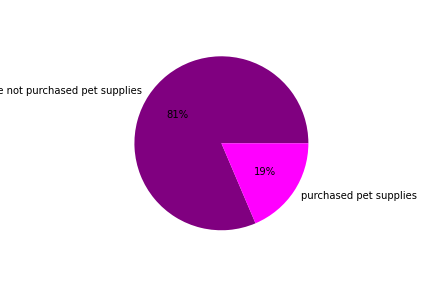 not purchased pet supplies
81%
19%
purchased pet supplies